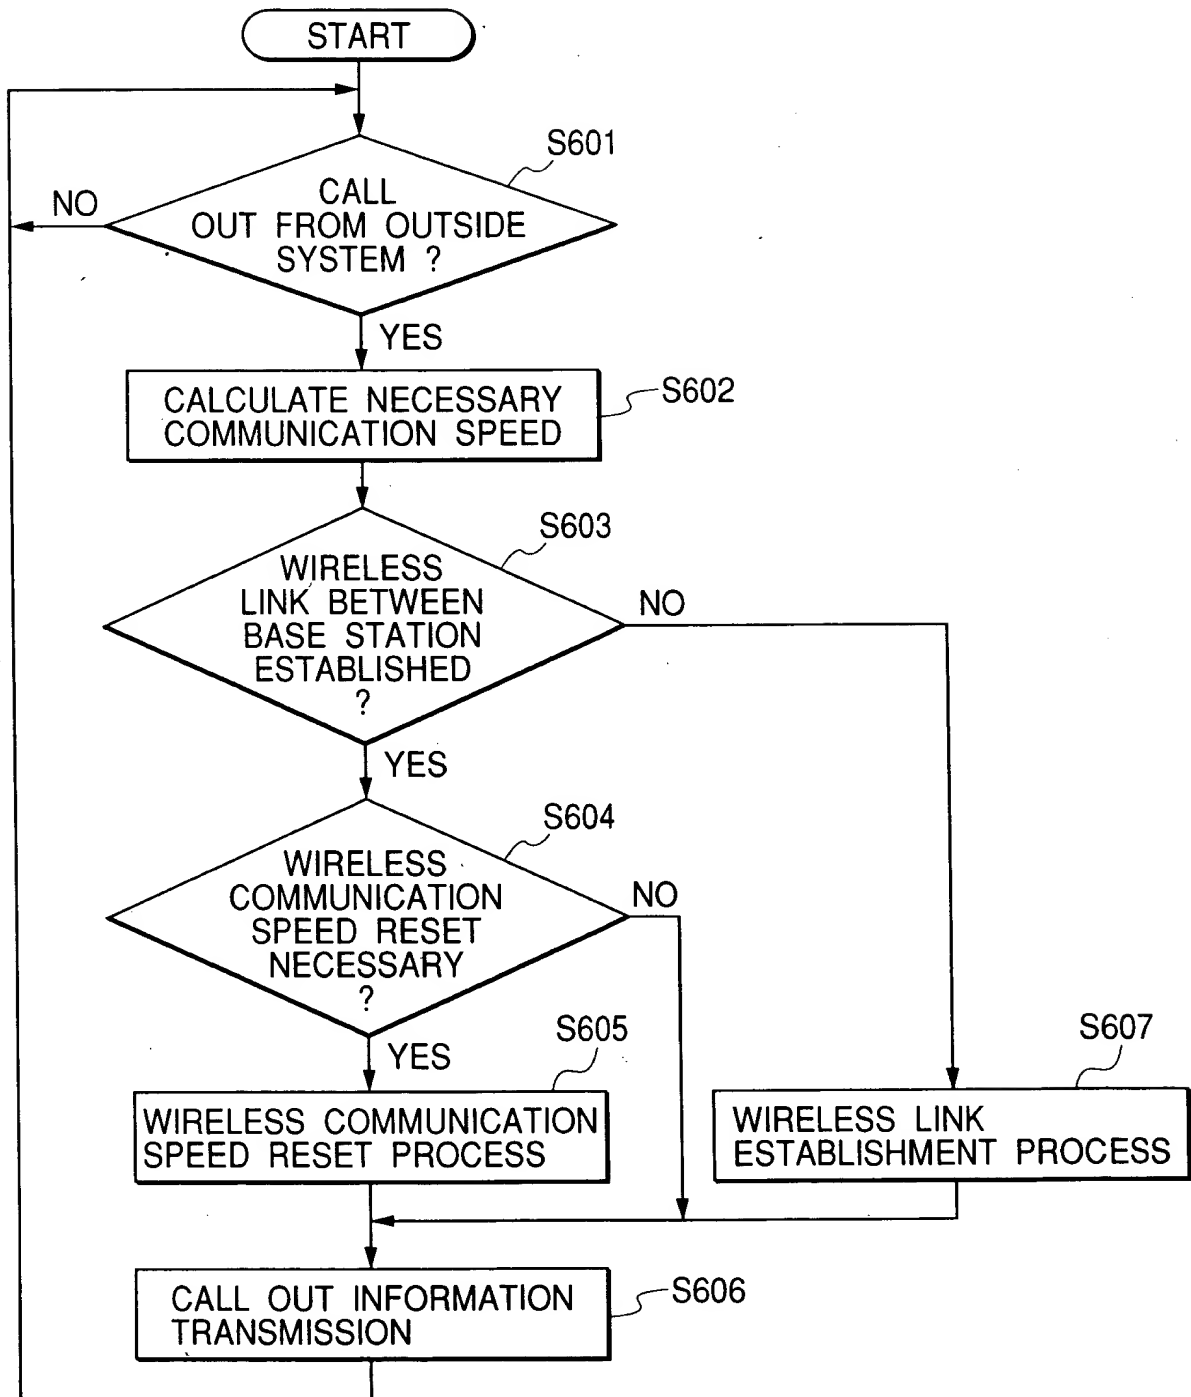 START
S601
NO
CALL
OUT FROM OUTSIDE
SYSTEM ?
YES
S602
CALCULATE NECESSARY
COMMUNICATION SPEED
S603
WIRELESS
LINK BETWEEN
BASE STATION
ESTABLISHED
?
NO
YES
S604
WIRELESS
COMMUNICATION
SPEED RESET
NECESSARY
?
NO
YES
S605
WIRELESS COMMUNICATION
SPEED RESET PROCESS
S607
WIRELESS LINK
ESTABLISHMENT PROCESS
S606
CALL OUT INFORMATION
TRANSMISSION